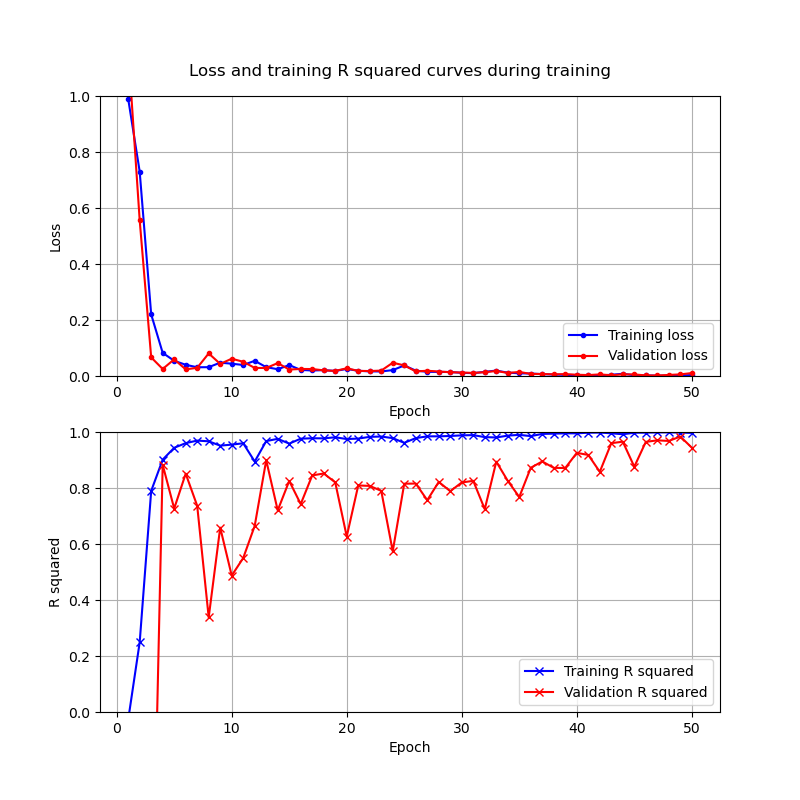 Loss and training R squared curves during training
1.0
0.8
0.6
0.4
0.2
0.0
Loss
Training loss
Validation loss
0 10 20 30 40 50
Epoch
1.0
0.8
0.6
0.4
0.2
0.0
R squared
Training R squared
Validation R squared
0 10 20 30 40 50
Epoch